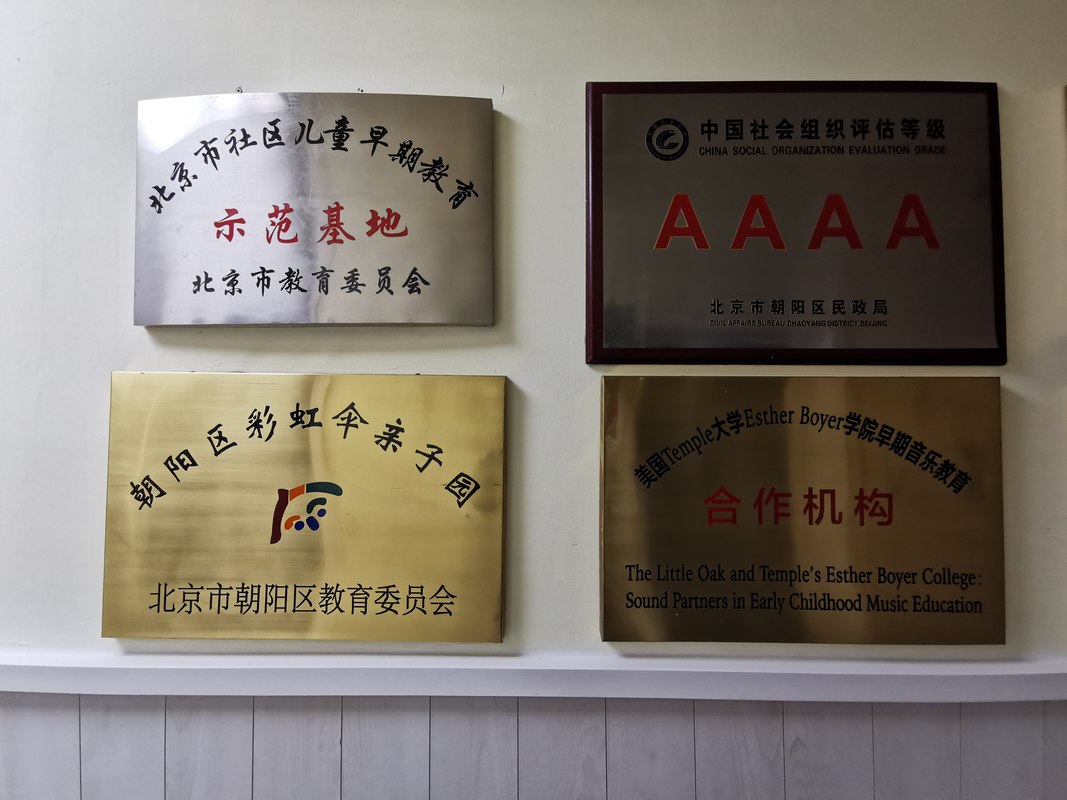 北京市社区儿童早期教育
示范基地
北京市教育委员会
中国社会组织评估等级
CHINA SOCIAL ORGANIZATION EVALUATION GRADE
AAAA
北京市朝阳区民政局
CIVIL AFFAIRS BUREAU CHAOYANG DISTRICT BEIJING
朝阳区彩虹伞亲子园
北京市朝阳区教育委员会
美国Temple大学Esther Boyer学院早期音乐教育
合作机构
The Little Oak and Temple's Esther Boyer College:
Sound Partners in Early Childhood Music Education